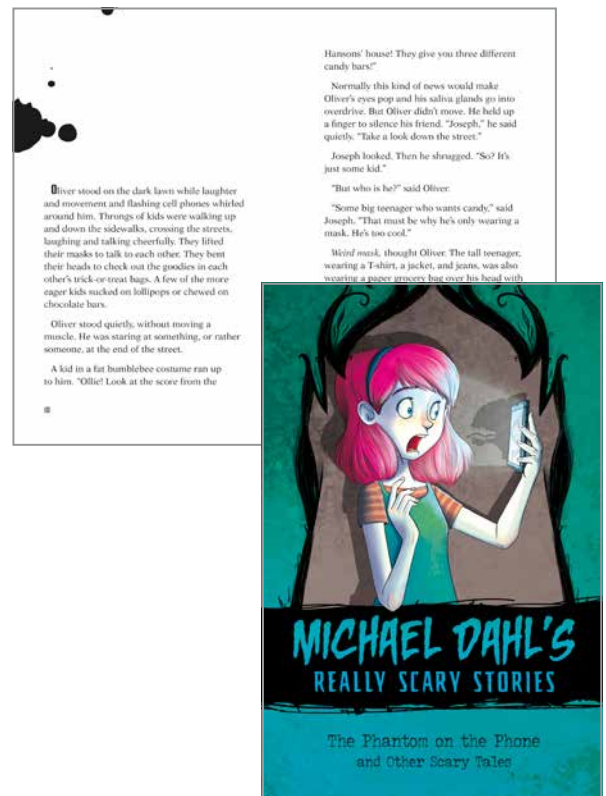 Oliver stood on the dark lawn while laughter
and movement and flashing cell phones whirled
around him. Throngs of kids were walking up
and down the sidewalks, crossing the streets,
laughing and talking cheerfully. They lifted
their masks to talk to each other. They bent
their heads to check out the goodies in each
other's trick-or-treat bags. A few of the more
eager kids sucked on lollipops or chewed on
chocolate bars.
Oliver stood quietly, without moving a
muscle. He was staring at something, or rather
someone, at the end of the street.
A kid in a fat bumblebee costume ran up
to him. "Ollie! Look at the score from the
Hansons' house! They give you three different
candy bars!"
Normally this kind of news would make
Oliver's eyes pop and his saliva glands go into
overdrive. But Oliver didn't move. He held up
a finger to silence his friend. "Joseph," he said
quietly. "Take a look down the street."
Joseph looked. Then he shrugged. "So? It's
just some kid."
"But who is he?" said Oliver.
"Some big teenager who wants candy," said
Joseph. "That must be why he's only wearing a
mask. He's too cool."
Weird mask, thought Oliver. The tall teenager,
wearing a T-shirt, a jacket, and jeans, was also
wearing a paper grocery bag over his head with
MICHAEL DAHL'S
REALLY SCARY STORIES
The Phantom on the Phone
and Other Scary Tales